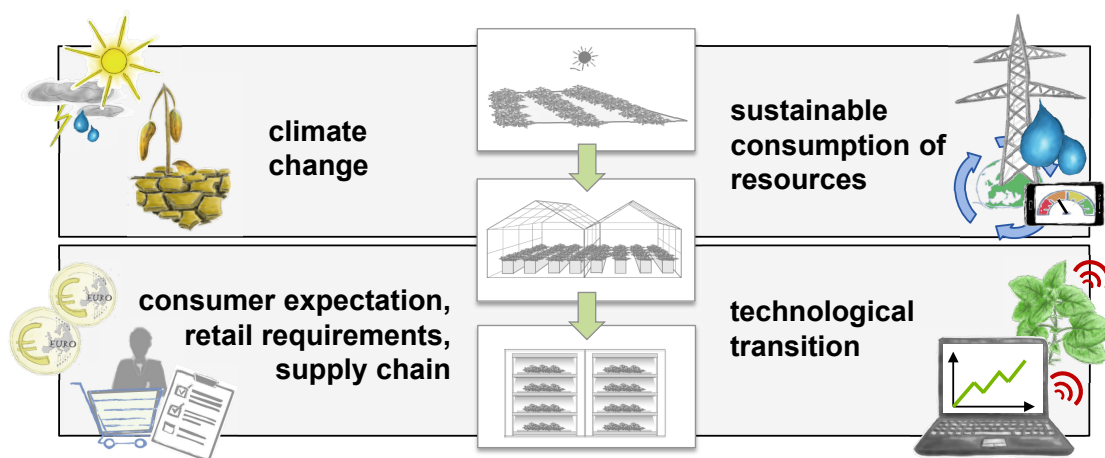 climate
change
sustainable
consumption of
resources
consumer expectation,
retail requirements,
supply chain
technological
transition
€
EURO
€
EURO